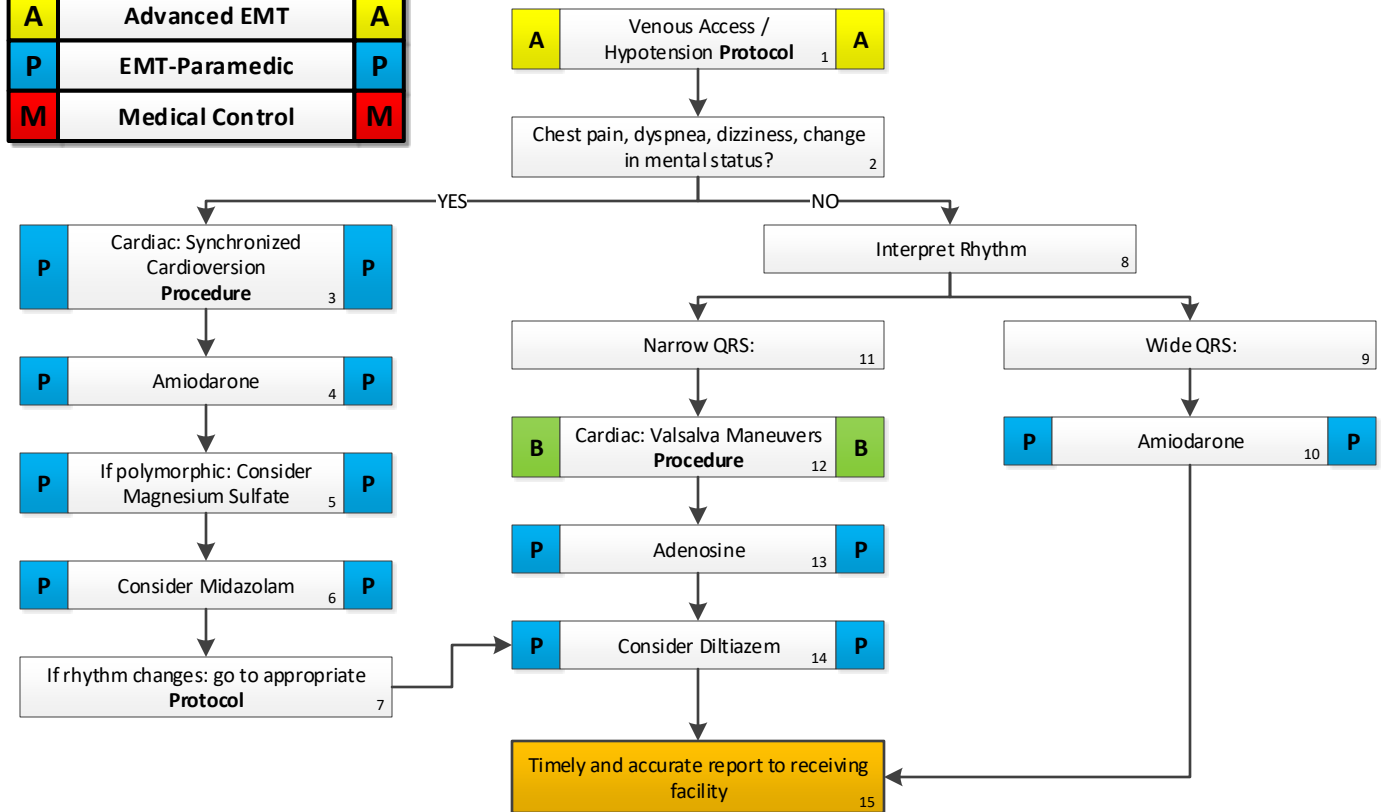 A Advanced EMT A
P EMT-Paramedic P
M Medical Control M
A Venous Access / A
Hypotension Protocol 1
Chest pain, dyspnea, dizziness, change
in mental status? 2
YES
NO
P Cardiac: Synchronized P
Cardioversion
Procedure 3
P Amiodarone 4 P
P If polymorphic: Consider P
Magnesium Sulfate 5
P Consider Midazolam 6 P
If rhythm changes: go to appropriate
Protocol 7
Interpret Rhythm 8
Narrow QRS: 11
B Cardiac: Valsalva Maneuvers B
Procedure 12
P Adenosine 13 P
P Consider Diltiazem 14 P
Wide QRS: 9
P Amiodarone 10 P
Timely and accurate report to receiving
facility 15